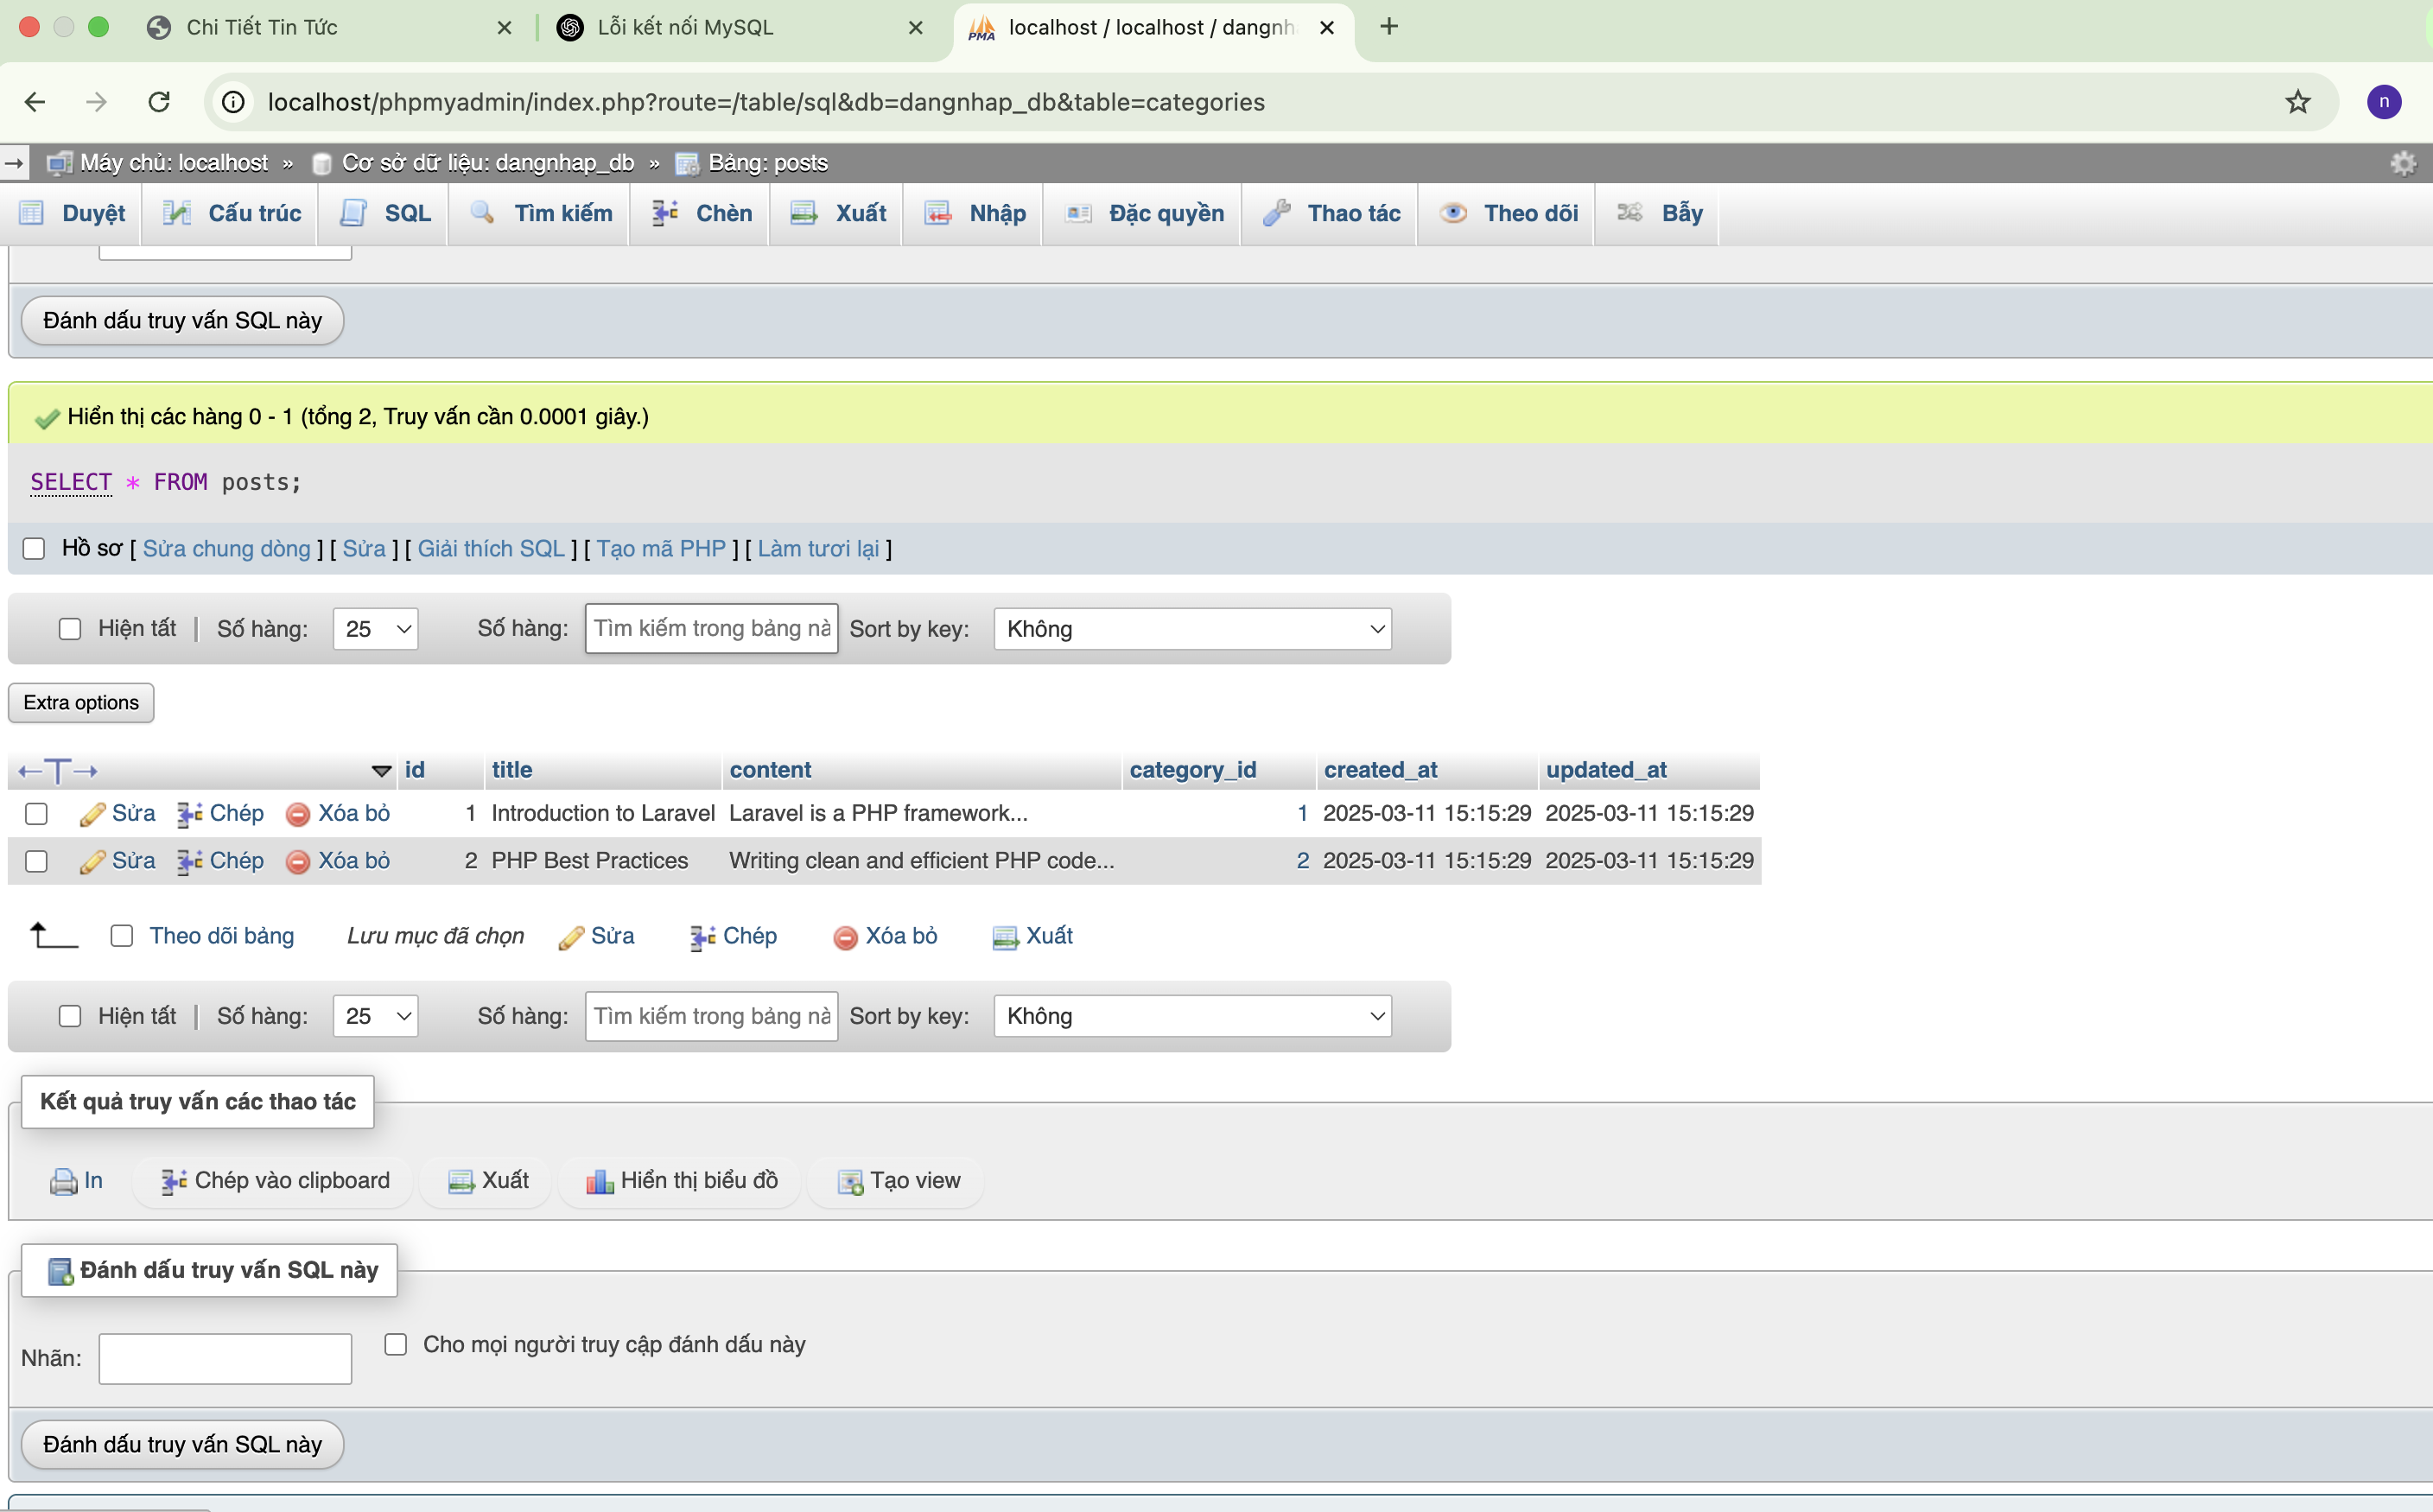 Chi Tiết Tin Tức
Lỗi kết nối MySQL
localhost / localhost / dangnha
localhost/phpmyadmin/index.php?route=/table/sql&db=dangnhap_db&table=categories
n
Máy chủ: localhost » Cơ sở dữ liệu: dangnhap_db » Bảng: posts
Duyệt Cấu trúc SQL Tìm kiếm Chèn Xuất Nhập Đặc quyền Thao tác Theo dõi Bẫy
Đánh dấu truy vấn SQL này
Hiển thị các hàng 0 - 1 (tổng 2, Truy vấn cần 0.0001 giây.)
SELECT * FROM posts;
Hồ sơ [ Sửa chung dòng ] [ Sửa ] [ Giải thích SQL ] [ Tạo mã PHP ] [ Làm tươi lại ]
Hiện tất | Số hàng: 25 Số hàng: Tìm kiếm trong bảng nà Sort by key: Không
Extra options
id title content category_id created_at updated_at
Sửa Chép Xóa bỏ 1 Introduction to Laravel Laravel is a PHP framework... 1 2025-03-11 15:15:29 2025-03-11 15:15:29
Sửa Chép Xóa bỏ 2 PHP Best Practices Writing clean and efficient PHP code... 2 2025-03-11 15:15:29 2025-03-11 15:15:29
Theo dõi bảng Lưu mục đã chọn Sửa Chép Xóa bỏ Xuất
Hiện tất | Số hàng: 25 Số hàng: Tìm kiếm trong bảng nà Sort by key: Không
Kết quả truy vấn các thao tác
In Chép vào clipboard Xuất Hiển thị biểu đồ Tạo view
Đánh dấu truy vấn SQL này
Nhãn: Cho mọi người truy cập đánh dấu này
Đánh dấu truy vấn SQL này